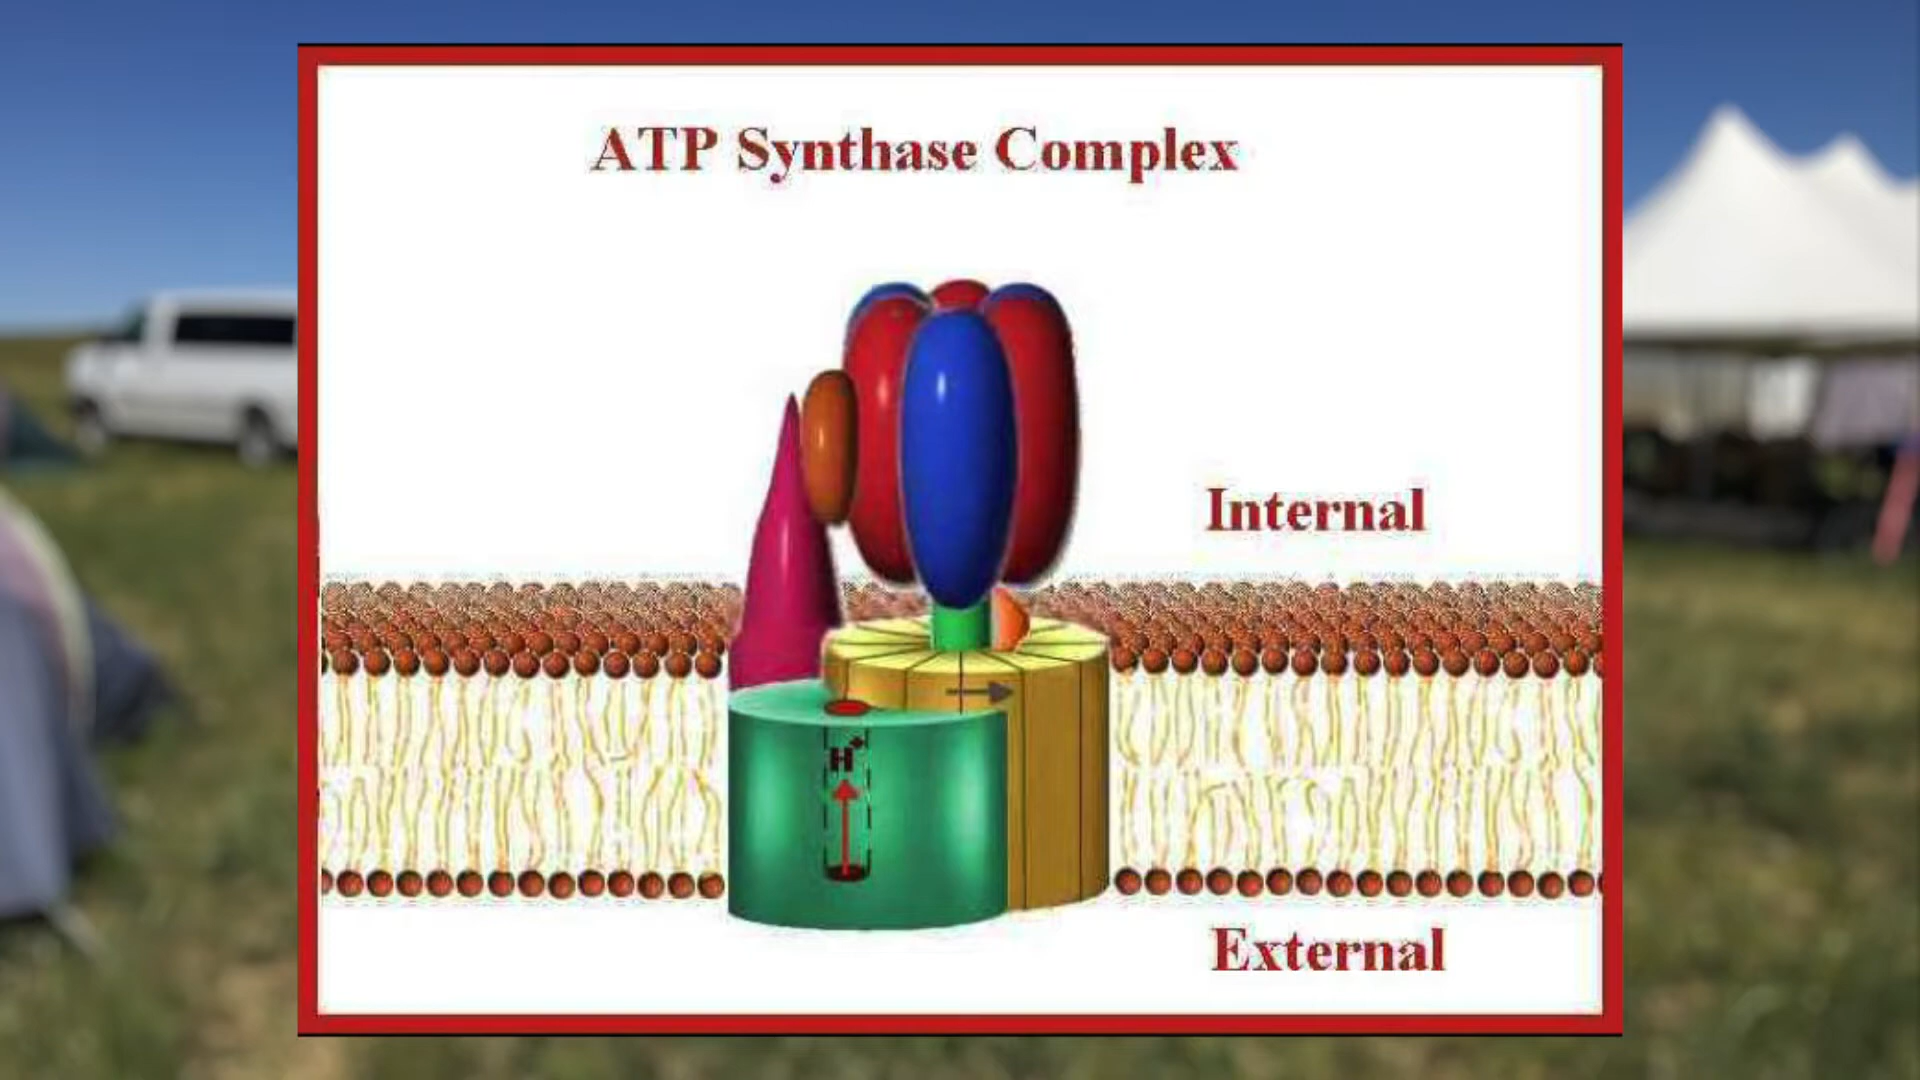 ATP Synthase Complex
Internal
H+
External